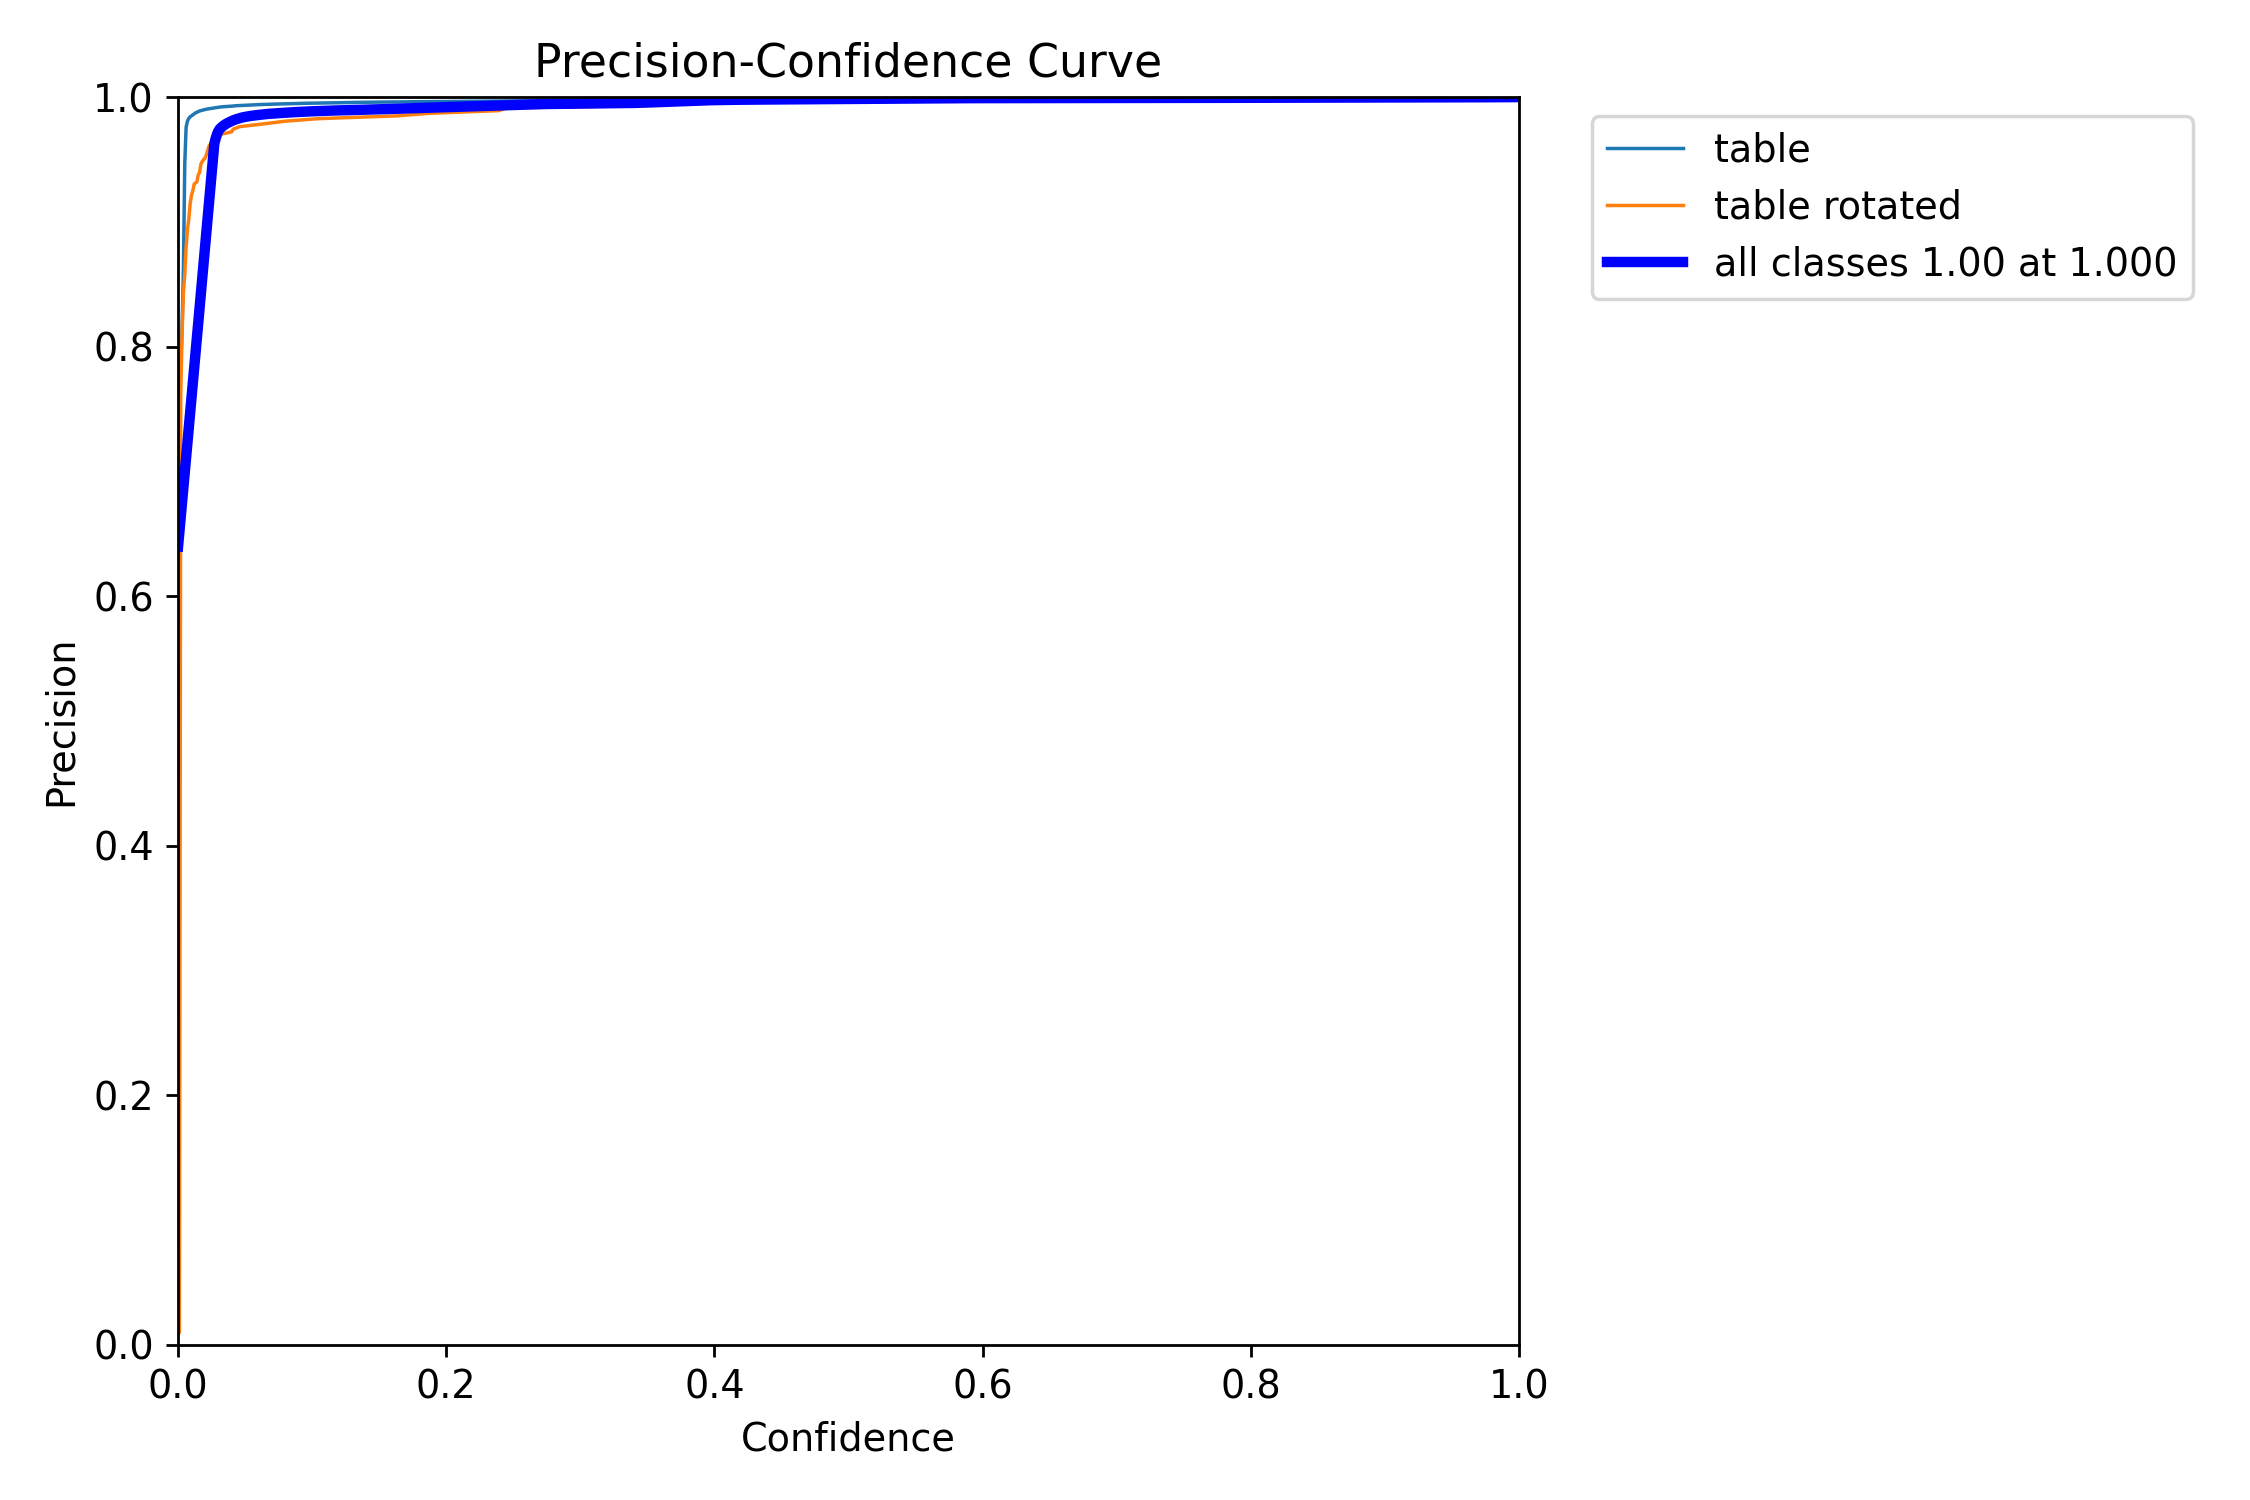 Precision-Confidence Curve
1.0
0.8
0.6
0.4
0.2
0.0
Precision
0.0 0.2 0.4 0.6 0.8 1.0
Confidence
table
table rotated
all classes 1.00 at 1.000